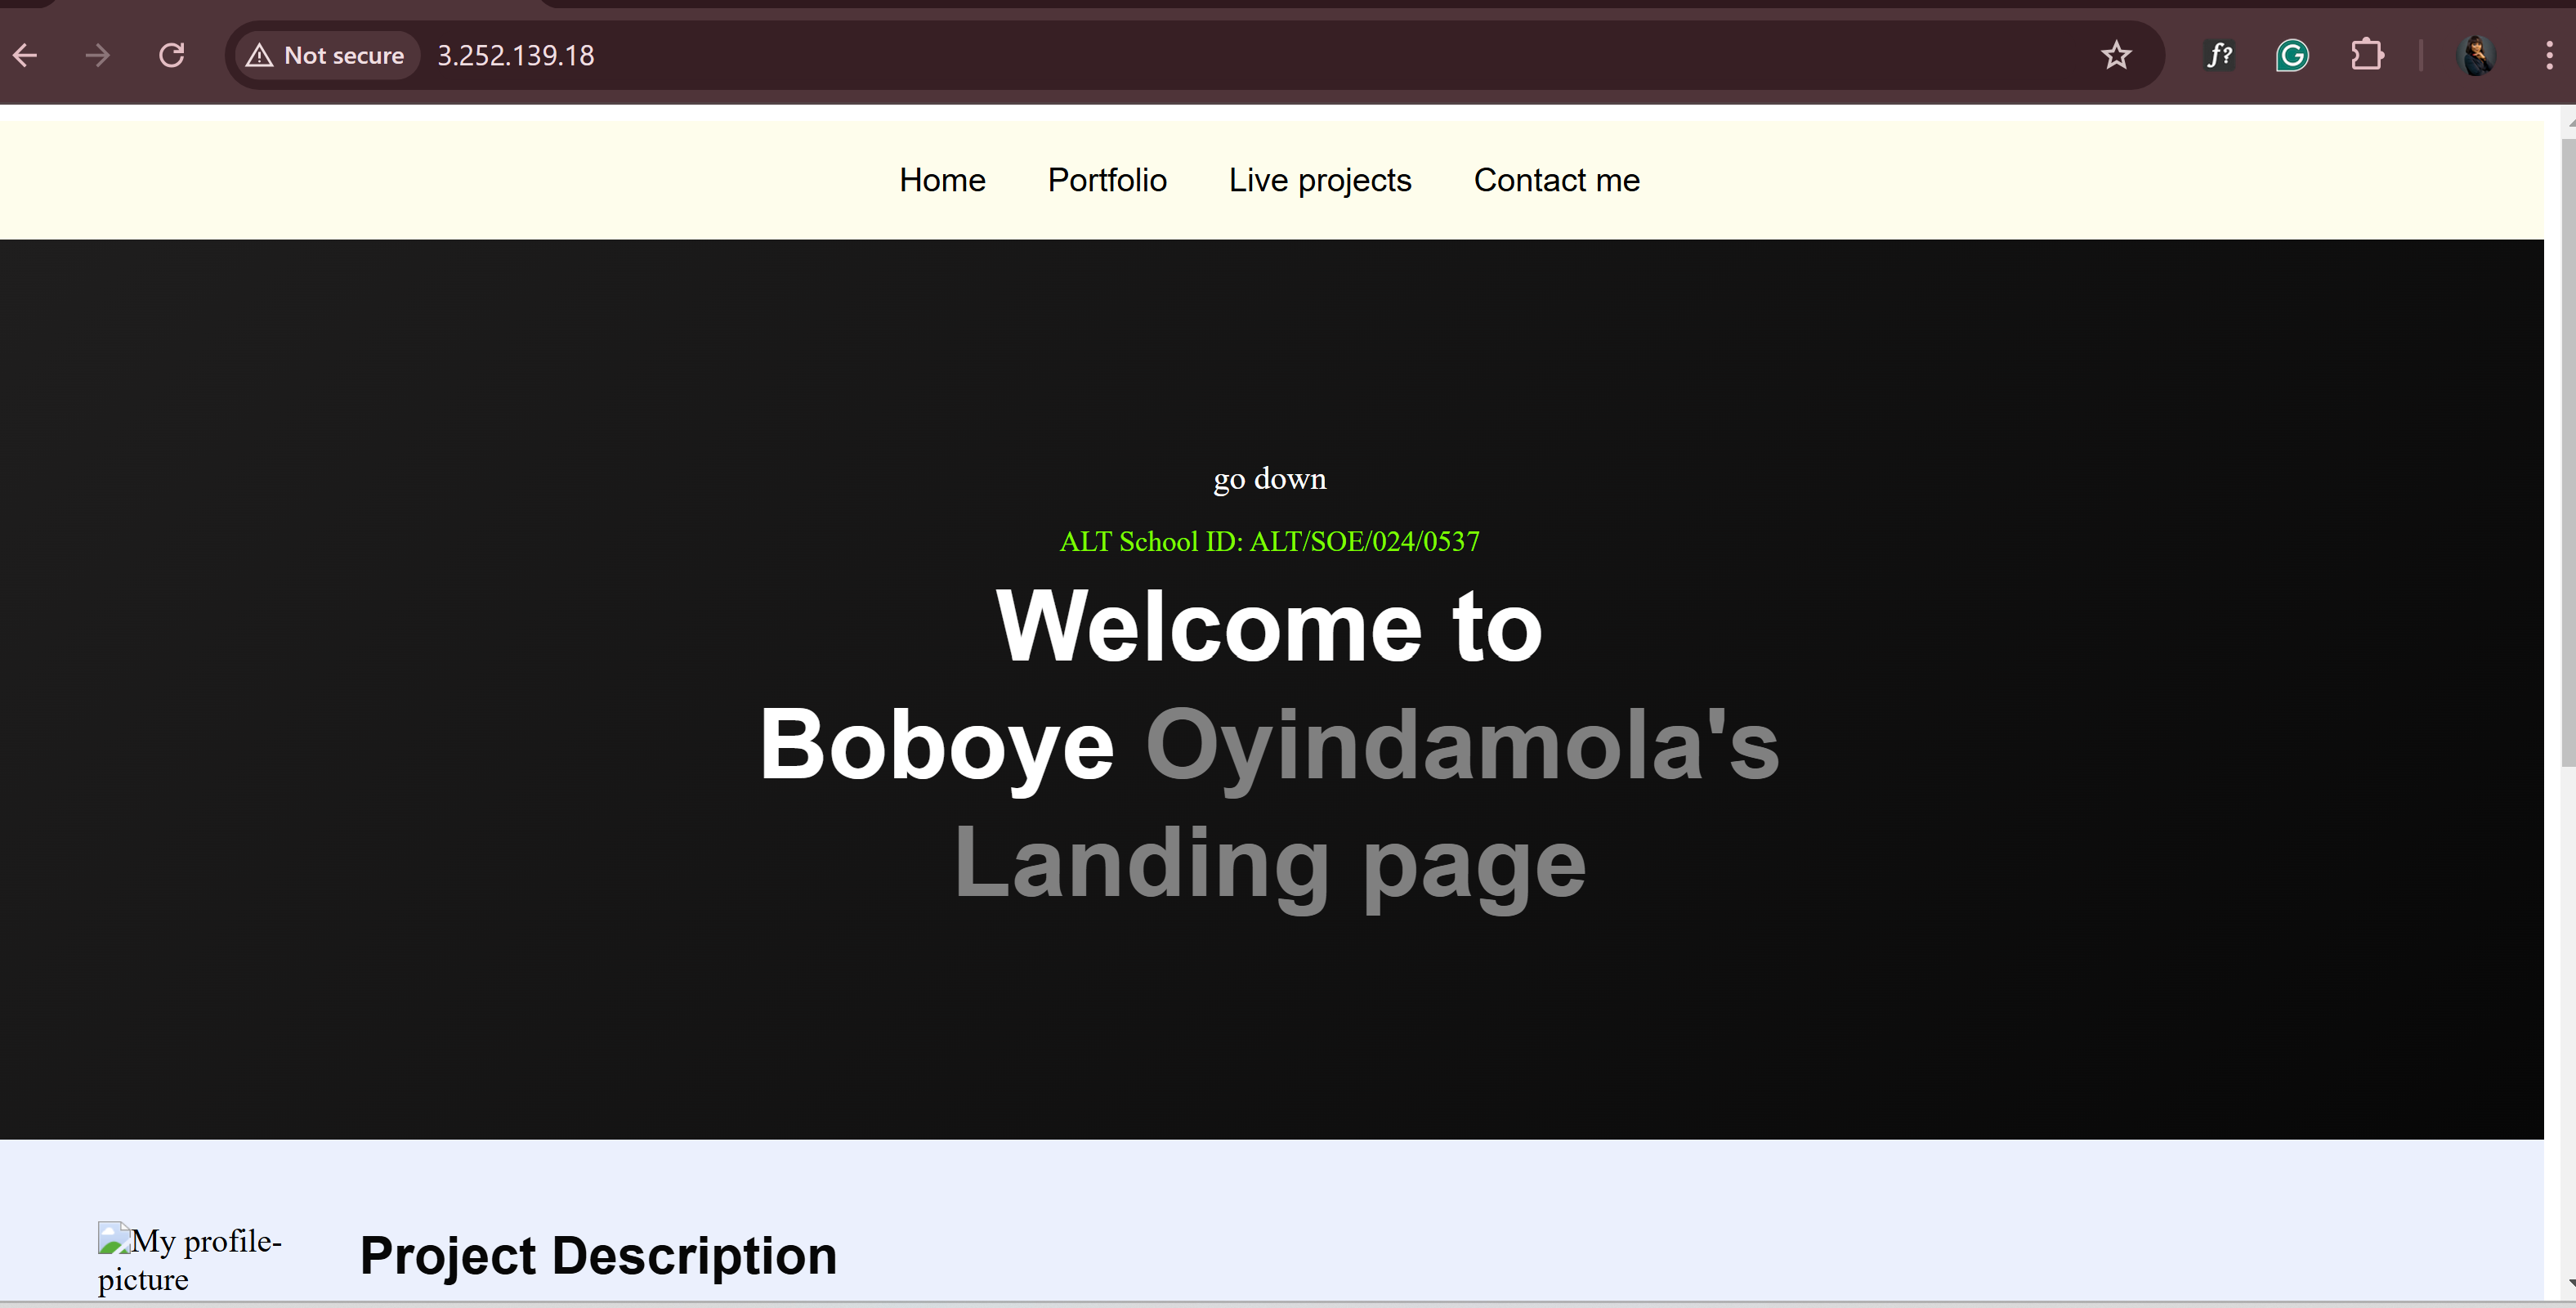 Not secure 3.252.139.18
f?
G
Home Portfolio Live projects Contact me
go down
ALT School ID: ALT/SOE/024/0537
Welcome to
Boboye Oyindamola's
Landing page
My profile-
picture
Project Description